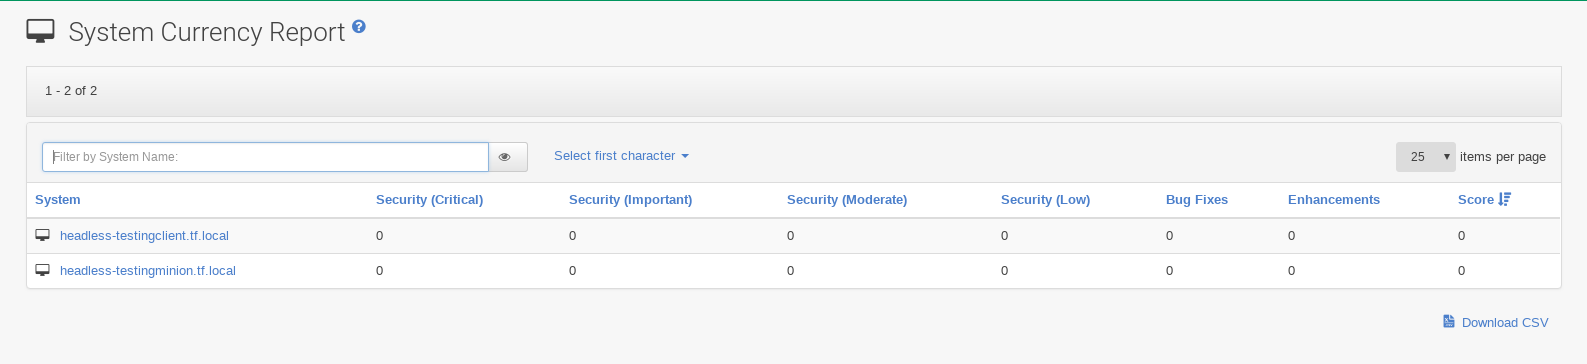 System Currency Report
1 - 2 of 2
Filter by System Name: Select first character 25 items per page
System Security (Critical) Security (Important) Security (Moderate) Security (Low) Bug Fixes Enhancements Score
headless-testingclient.tf.local 0 0 0 0 0 0 0
headless-testingminion.tf.local 0 0 0 0 0 0 0
Download CSV